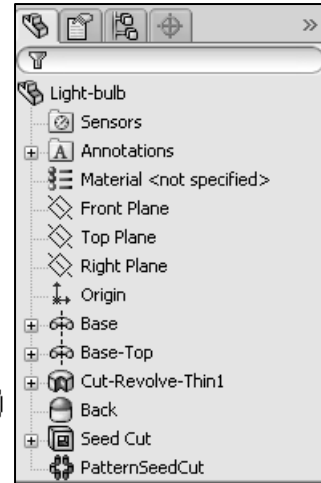 Light-bulb
Sensors
Annotations
Material <not specified>
Front Plane
Top Plane
Right Plane
Origin
Base
Base-Top
Cut-Revolve-Thin1
Back
Seed Cut
PatternSeedCut